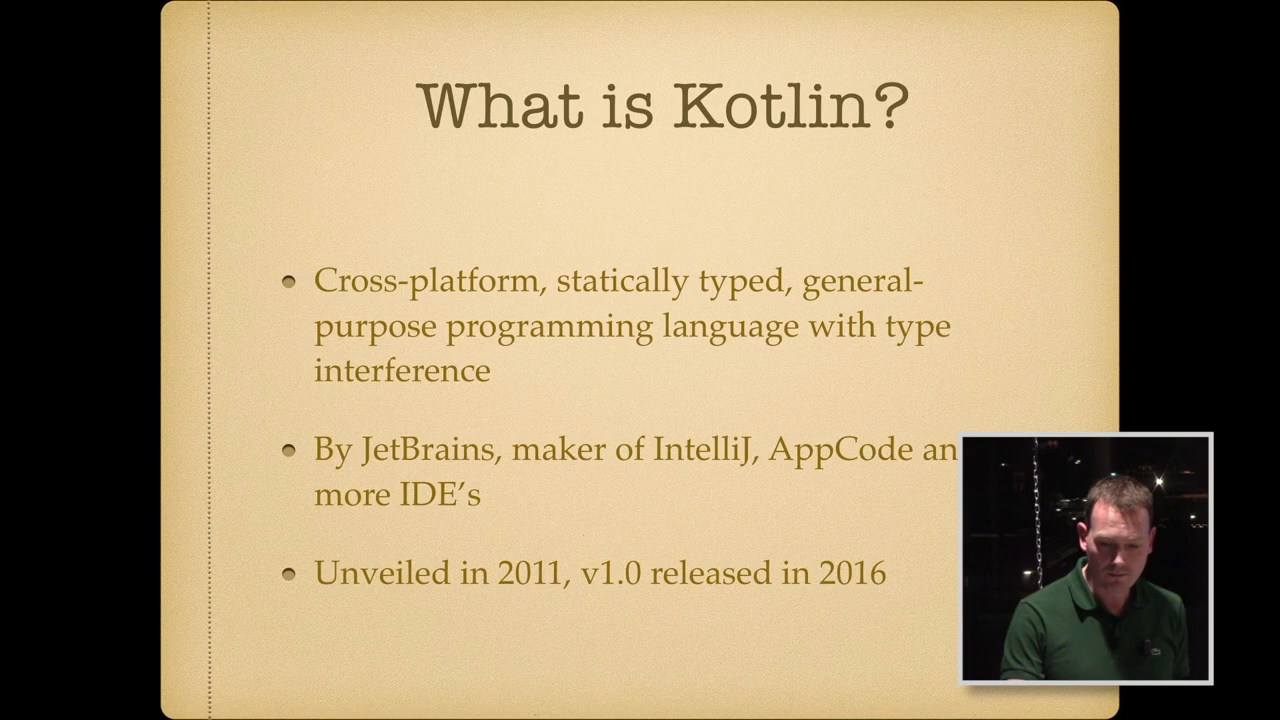 What is Kotlin?
Cross-platform, statically typed, general-
purpose programming language with type
interference
By JetBrains, maker of IntelliJ, AppCode an
more IDE’s
Unveiled in 2011, v1.0 released in 2016